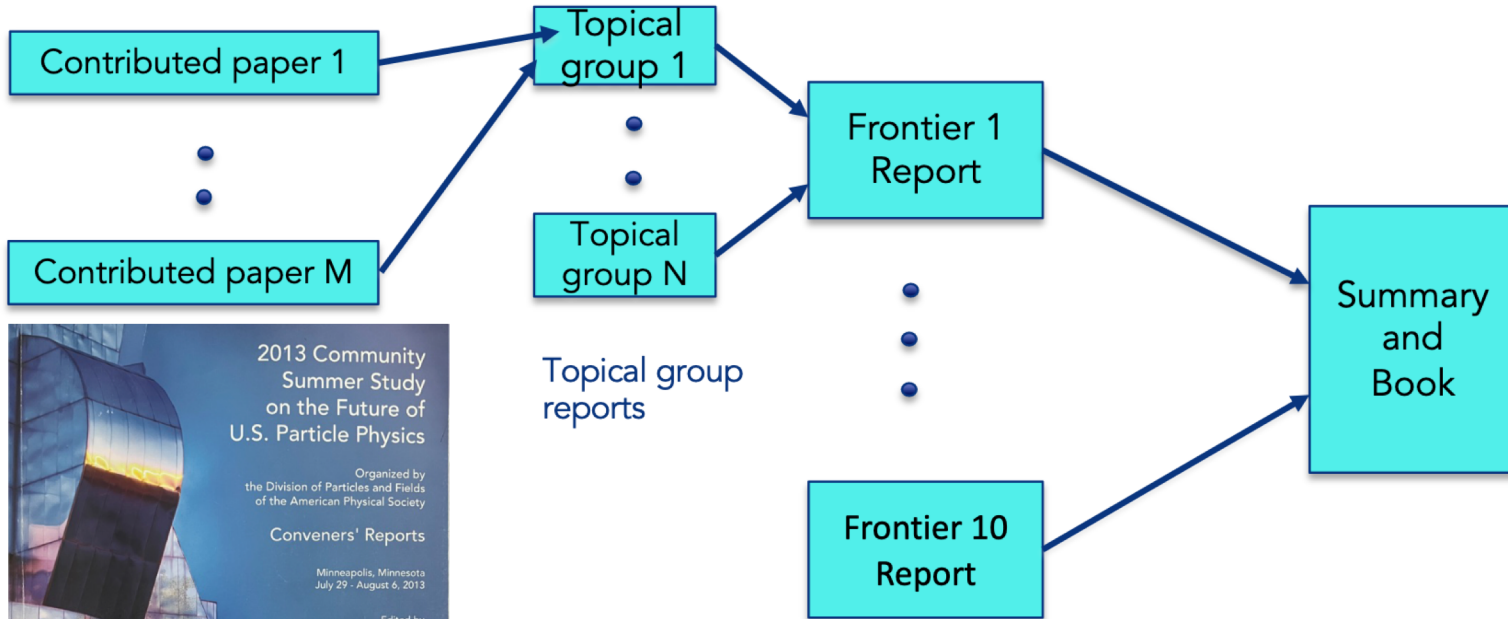 Contributed paper 1
Contributed paper M
Topical
group 1
Topical
group N
Topical group
reports
Frontier 1
Report
Frontier 10
Report
Summary
and
Book
2013 Community
Summer Study
on the Future of
U.S. Particle Physics
Organized by
the Division of Particles and Fields
of the American Physical Society
Conveners' Reports
Minneapolis, Minnesota
July 29 - August 6, 2013
Edited by